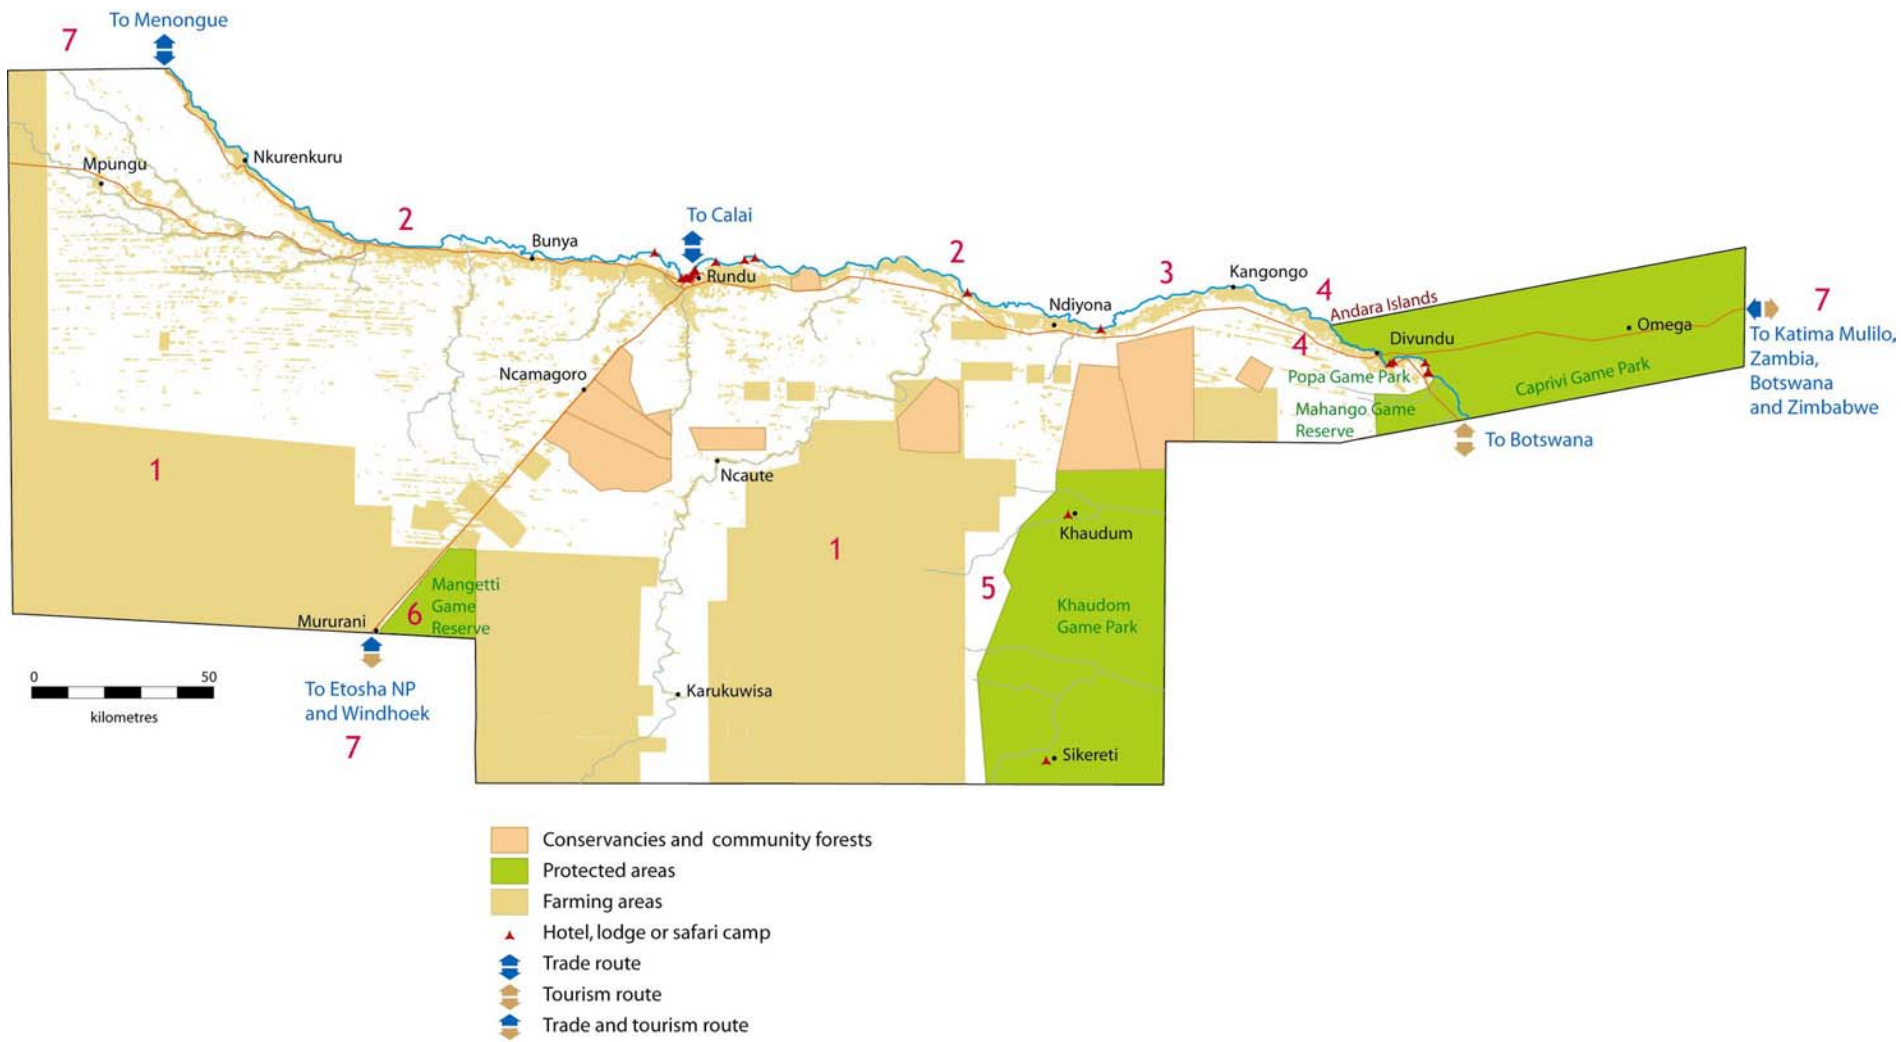 To Menongue
7
Mpungu
Nkurenkuru
2
Bunya
To Calai
Rundu
2
Ndiyona
3
Kangongo
4
Andara Islands
4
Divundu
Omega
7
To Katima Mulilo,
Zambia,
Botswana
and Zimbabwe
Popa Game Park
Caprivi Game Park
Mahango Game
Reserve
To Botswana
Ncamagoro
Ncaute
1
1
Khaudum
5
Khaudom
Game Park
Mangetti
Game
Reserve
6
Mururani
To Etosha NP
and Windhoek
7
0 50
kilometres
Karukuwisa
Sikereti
Conservancies and community forests
Protected areas
Farming areas
Hotel, lodge or safari camp
Trade route
Tourism route
Trade and tourism route